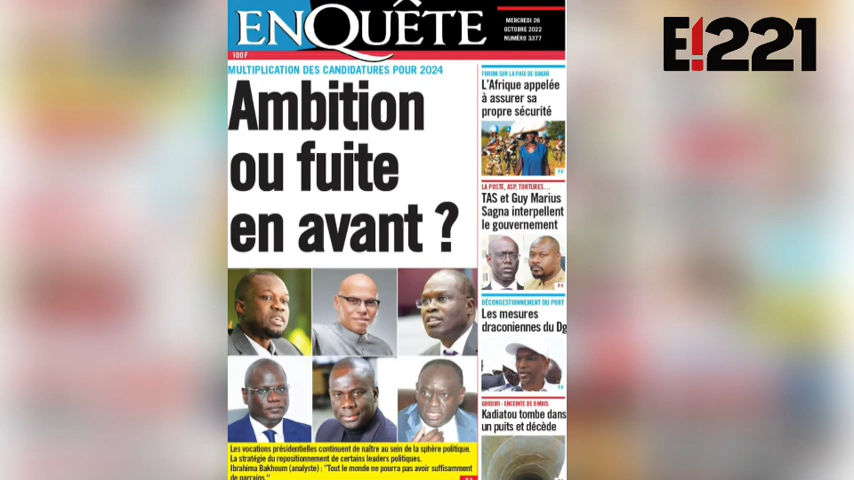 ENQUÊTE
MERCREDI 26
OCTOBRE 2022
NUMÉRO 3377
100 F
E!221
MULTIPLICATION DES CANDIDATURES POUR 2024
Ambition
ou fuite
en avant ?
Les vocations présidentielles continuent de naître au sein de la sphère politique.
La stratégie du repositionnement de certains leaders politiques.
Ibrahima Bakhoum (analyste) : "Tout le monde ne pourra pas avoir suffisamment
de parrains."
FORUM SUR LA PAIX DE DAKAR
L'Afrique appelée
à assurer sa
propre sécurité
LA POSTE, ASP, TORTURES...
TAS et Guy Marius
Sagna interpellent
le gouvernement
DÉCONGESTIONNEMENT DU PORT
Les mesures
draconiennes du Dg
GOUDIRI - ENCEINTE DE 9 MOIS
Kadiatou tombe dans
un puits et décède